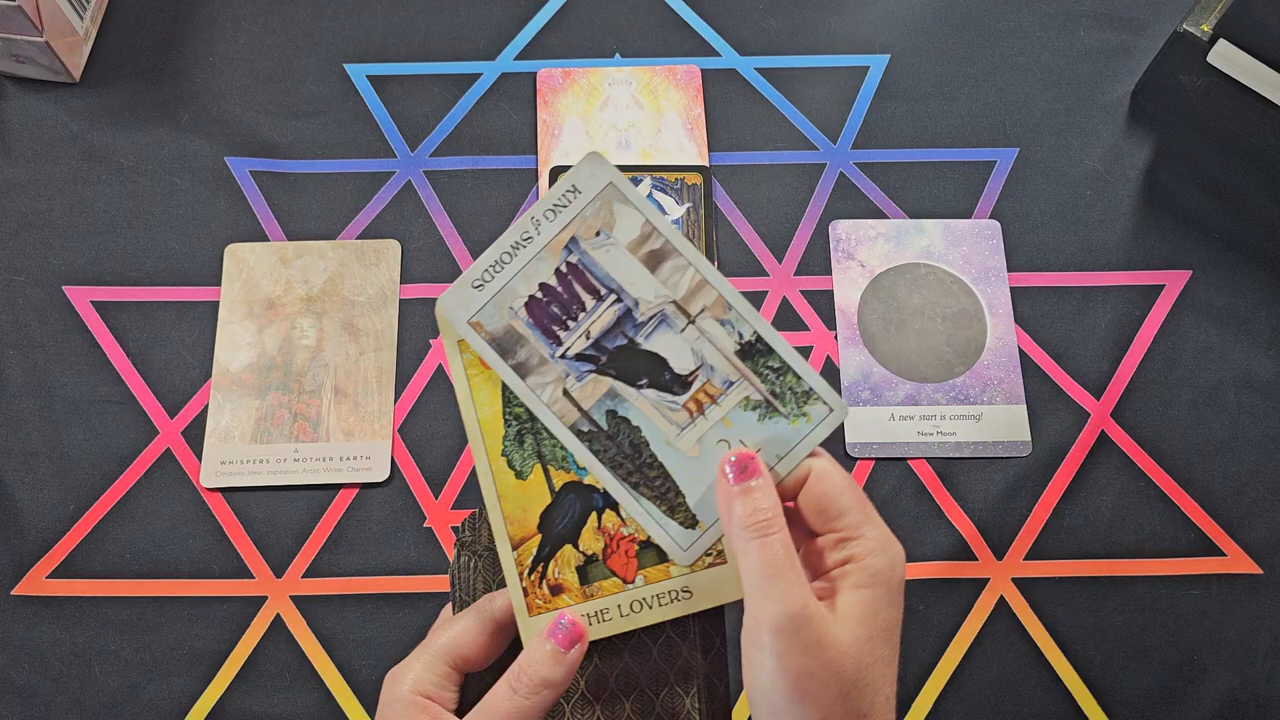 KING of SWORDS
WHISPERS OF MOTHER EARTH
Creativity. Ideas. Inspiration. Artist. Writer. Channel.
A new start is coming!
New Moon
THE LOVERS